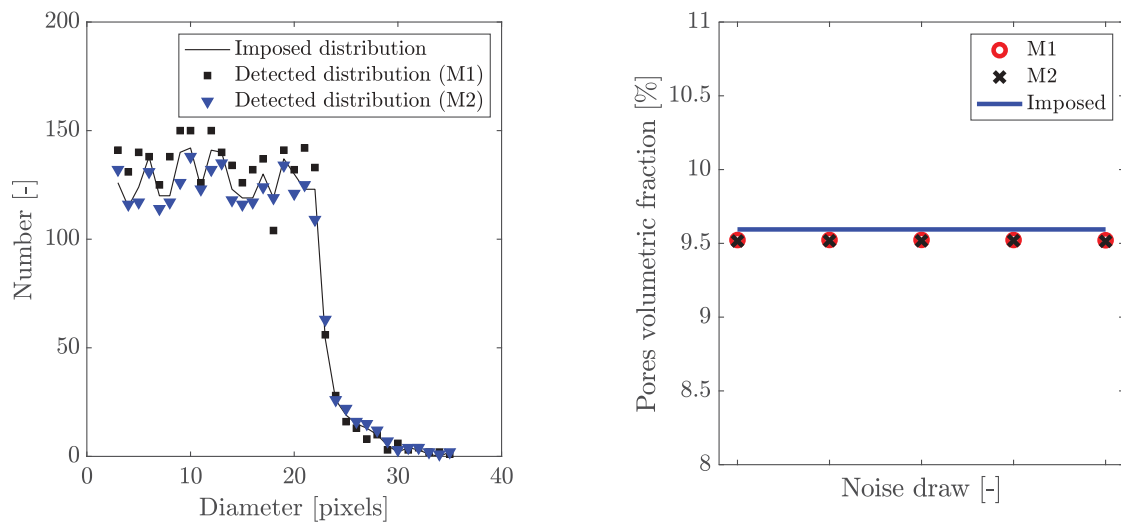 200
150
100
50
0
0
10
20
30
40
Number [-]
Diameter [pixels]
Imposed distribution
Detected distribution (M1)
Detected distribution (M2)
11
10.5
10
9.5
9
8.5
8
Pores volumetric fraction [%]
Noise draw [-]
M1
M2
Imposed